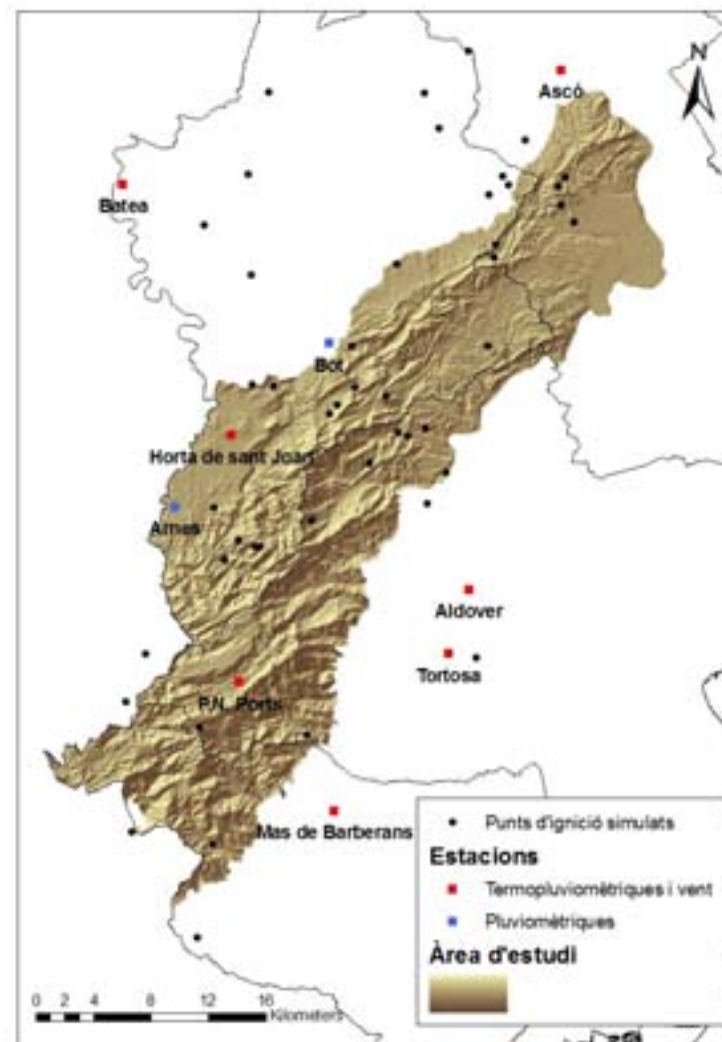 N
Ascó
Batea
Bot
Horta de sant Joan
Arnes
Aldover
Tortosa
P.N. Ports
Mas de Barberans
Punts d'ignició simulats
Estacions
Termopluviomètriques i vent
Pluviomètriques
Àrea d'estudi
0 2 4 8 12 16
Kilometers